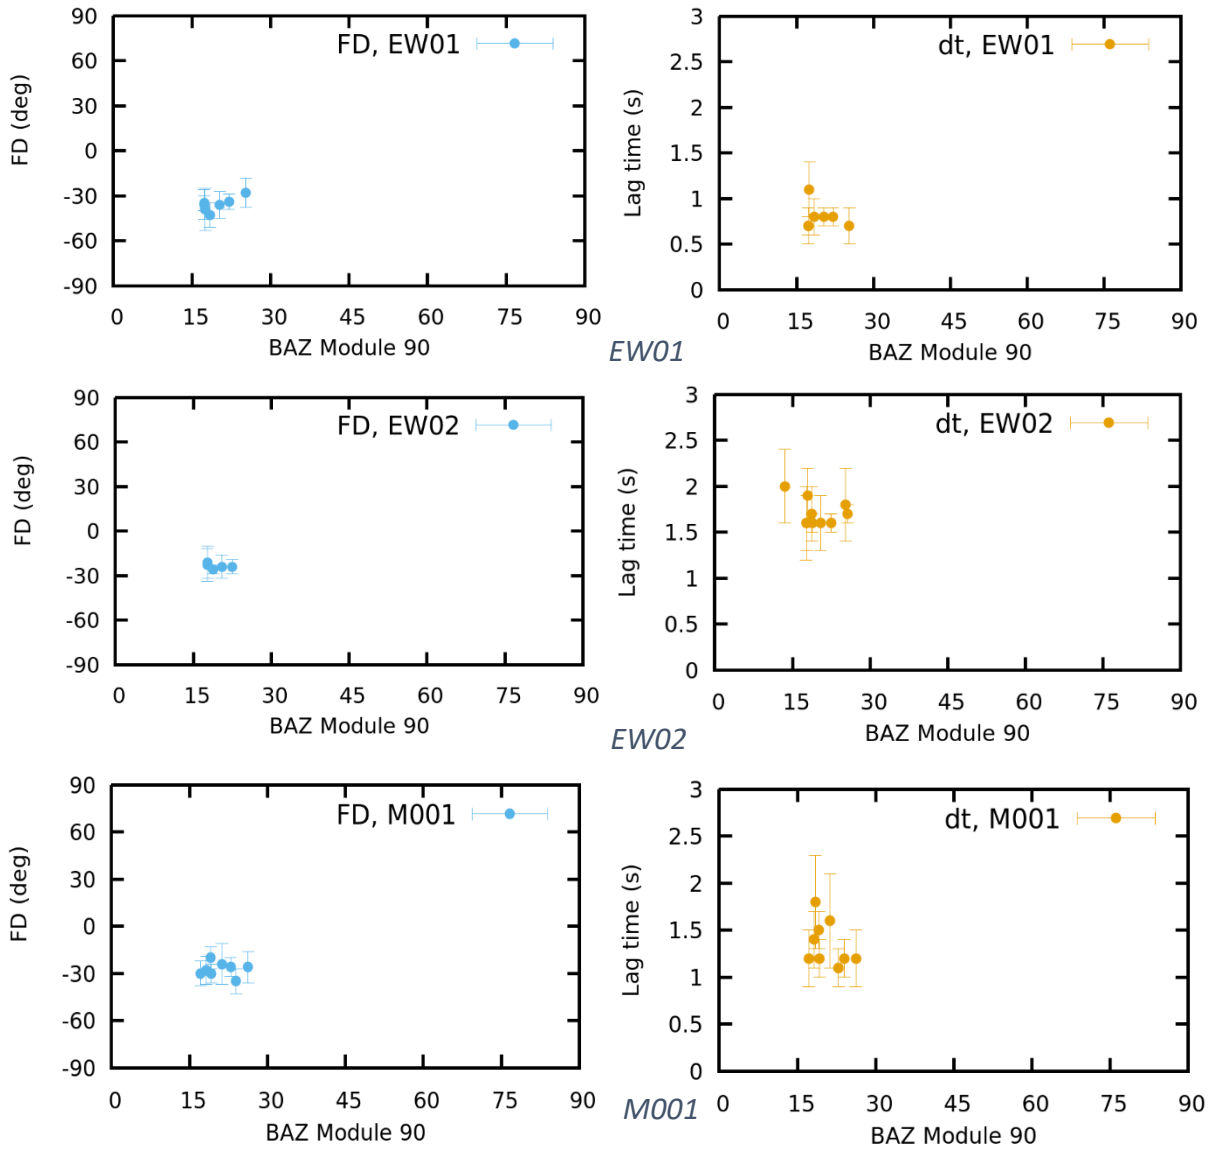 90
60
30
0
-30
-60
-90
FD (deg)
FD, EW01
0 15 30 45 60 75 90
BAZ Module 90
3
2.5
2
1.5
1
0.5
0
Lag time (s)
dt, EW01
0 15 30 45 60 75 90
BAZ Module 90
EW01
90
60
30
0
-30
-60
-90
FD (deg)
FD, EW02
0 15 30 45 60 75 90
BAZ Module 90
3
2.5
2
1.5
1
0.5
0
Lag time (s)
dt, EW02
0 15 30 45 60 75 90
BAZ Module 90
EW02
90
60
30
0
-30
-60
-90
FD (deg)
FD, M001
0 15 30 45 60 75 90
BAZ Module 90
3
2.5
2
1.5
1
0.5
0
Lag time (s)
dt, M001
0 15 30 45 60 75 90
BAZ Module 90
M001